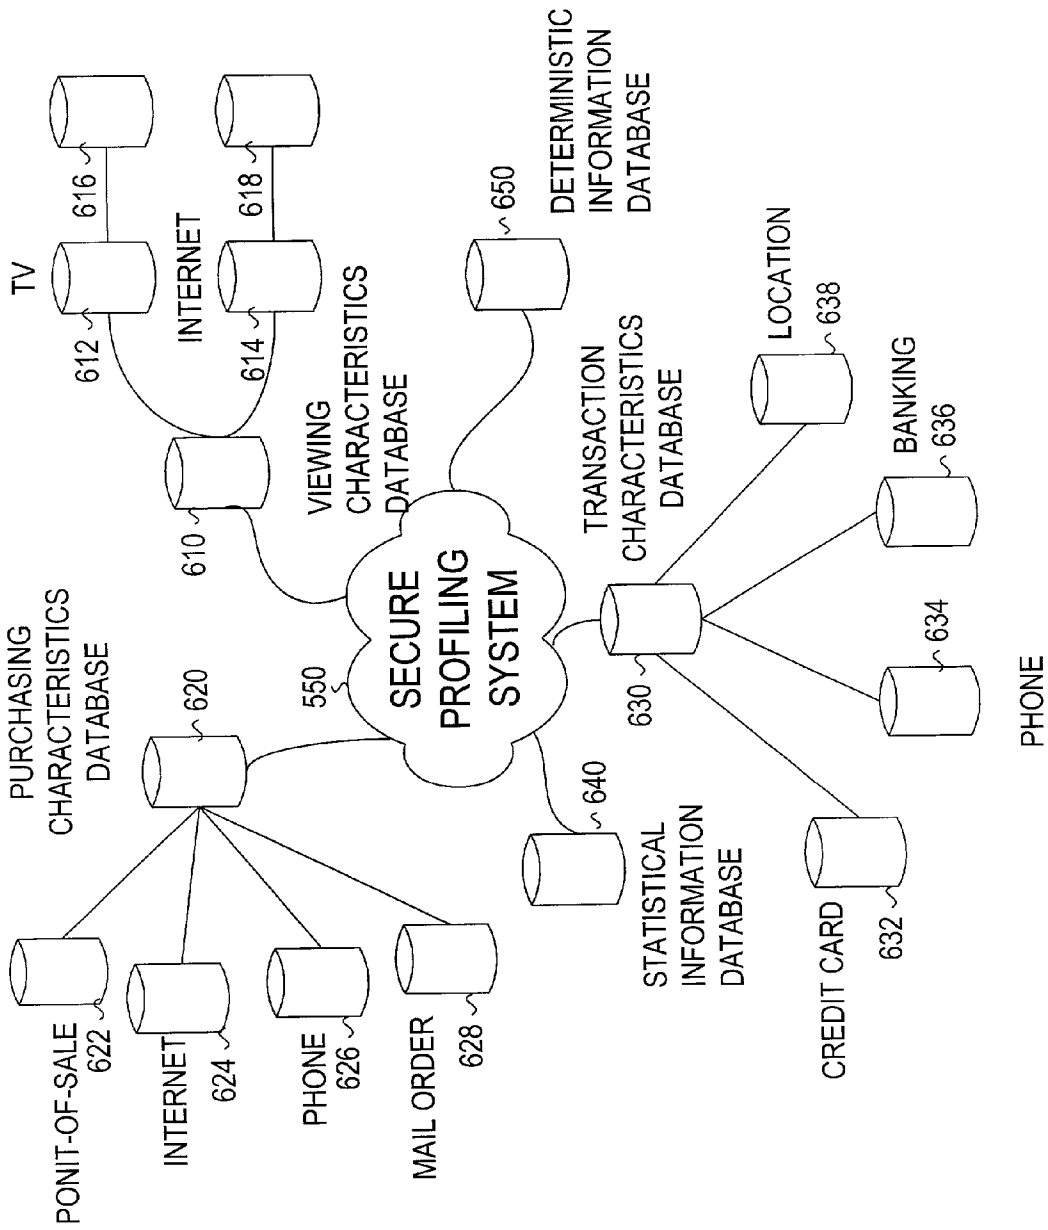 PONIT-OF-SALE
622
INTERNET
624
PHONE
626
MAIL ORDER
628
PURCHASING
CHARACTERISTICS
DATABASE
620
TV
612
616
INTERNET
614
618
610
VIEWING
CHARACTERISTICS
DATABASE
550
SECURE
PROFILING
SYSTEM
650
DETERMINISTIC
INFORMATION
DATABASE
640
STATISTICAL
INFORMATION
DATABASE
630
TRANSACTION
CHARACTERISTICS
DATABASE
CREDIT CARD
632
634
PHONE
BANKING
636
LOCATION
638